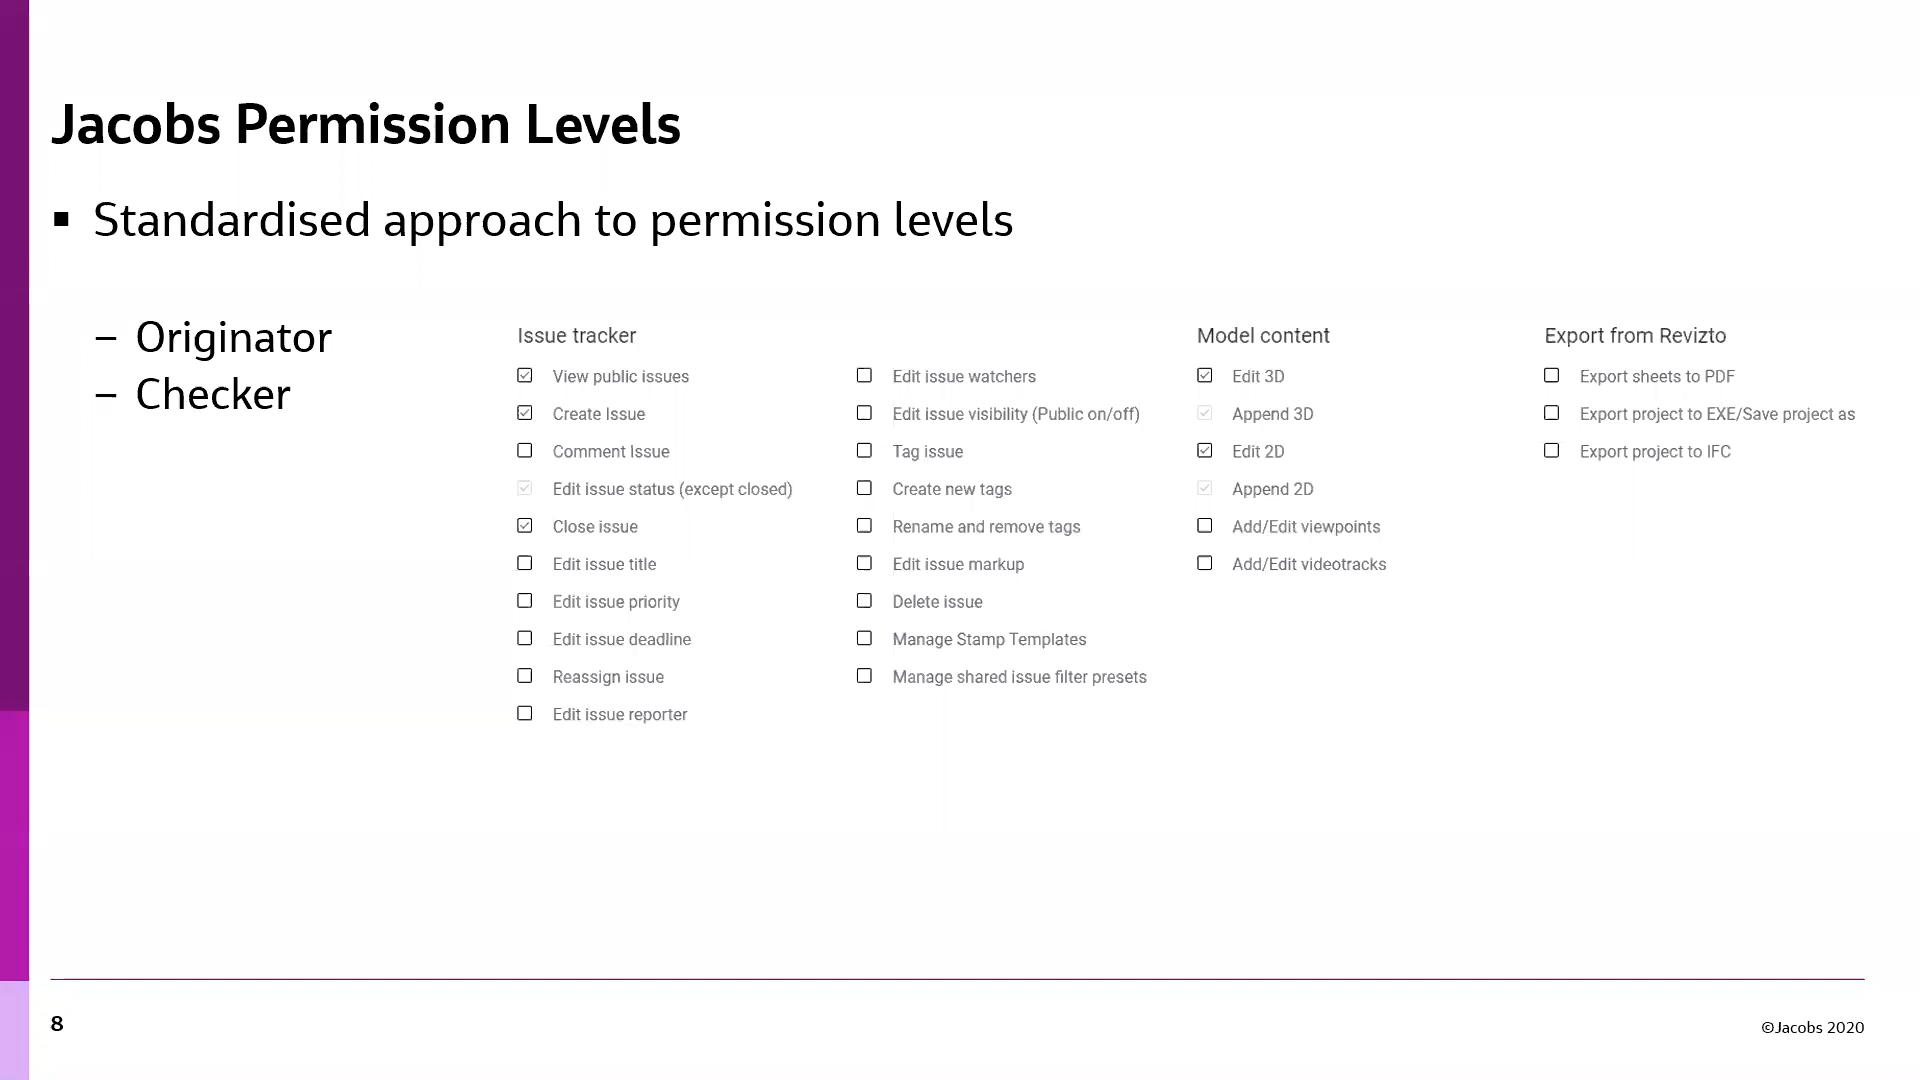 Jacobs Permission Levels
Standardised approach to permission levels
– Originator
– Checker
Issue tracker
View public issues
Create Issue
Comment Issue
Edit issue status (except closed)
Close issue
Edit issue title
Edit issue priority
Edit issue deadline
Reassign issue
Edit issue reporter
Edit issue watchers
Edit issue visibility (Public on/off)
Tag issue
Create new tags
Rename and remove tags
Edit issue markup
Delete issue
Manage Stamp Templates
Manage shared issue filter presets
Model content
Edit 3D
Append 3D
Edit 2D
Append 2D
Add/Edit viewpoints
Add/Edit videotracks
Export from Revizto
Export sheets to PDF
Export project to EXE/Save project as
Export project to IFC
8
©Jacobs 2020